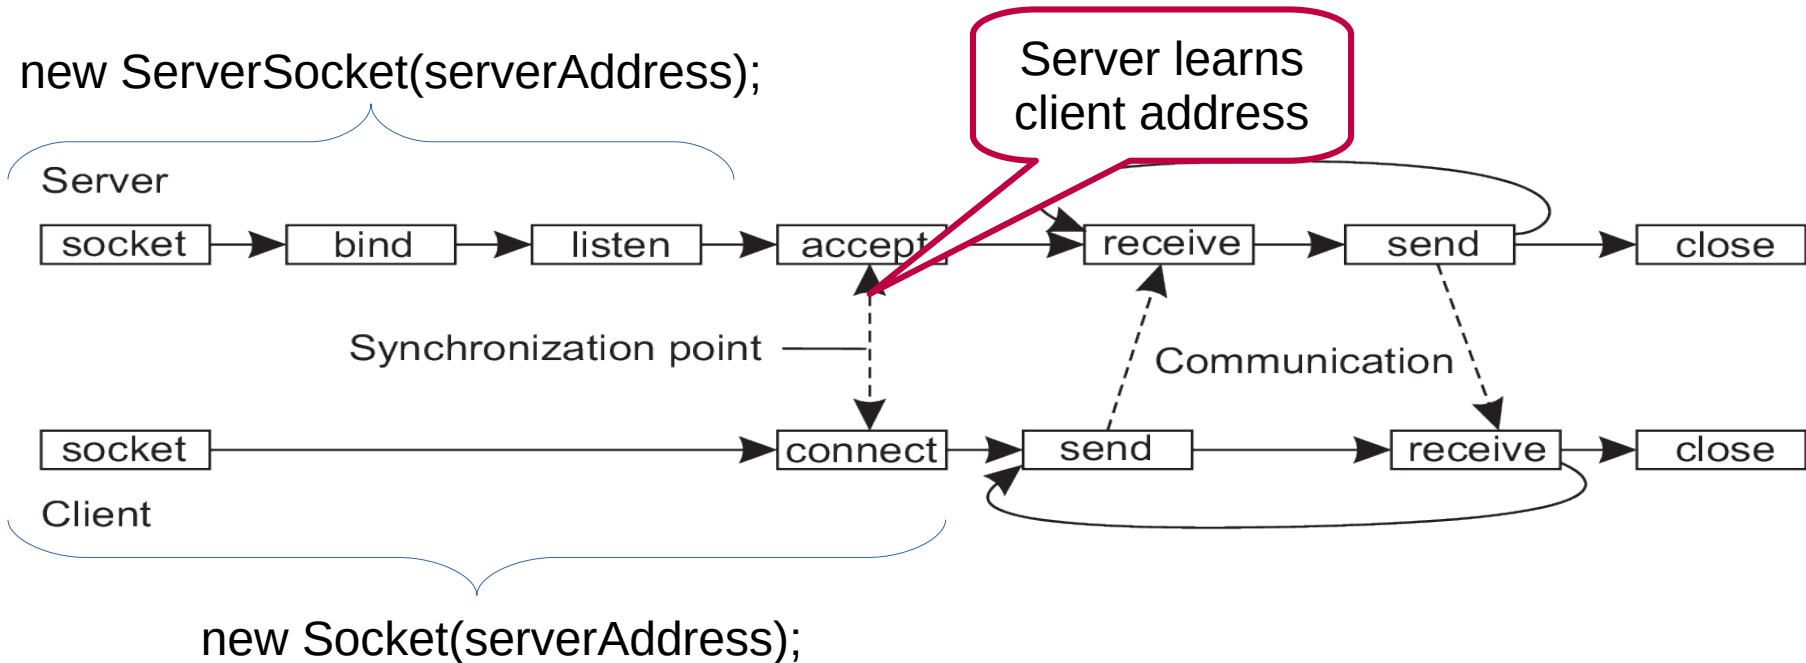 new ServerSocket(serverAddress);
Server learns
client address
Server
socket
bind
listen
accept
receive
send
close
Synchronization point
Communication
socket
connect
send
receive
close
Client
new Socket(serverAddress);